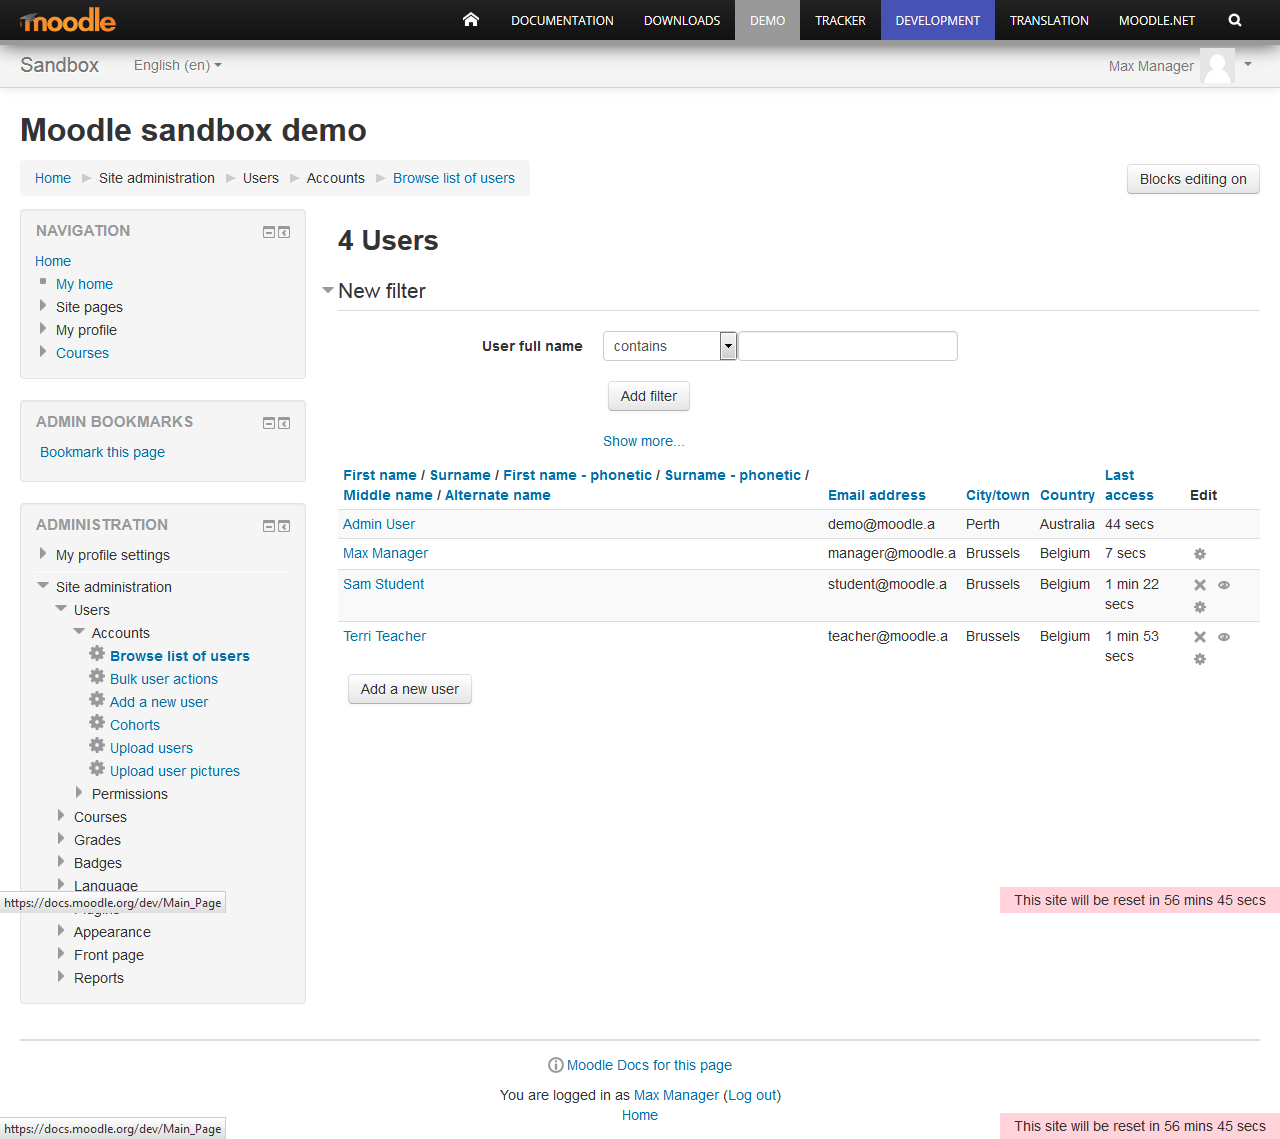 moodle
DOCUMENTATION DOWNLOADS DEMO TRACKER DEVELOPMENT TRANSLATION MOODLE.NET
Sandbox English (en) Max Manager
Moodle sandbox demo
Home Site administration Users Accounts Browse list of users
Blocks editing on
NAVIGATION
Home
My home
Site pages
My profile
Courses
ADMIN BOOKMARKS
Bookmark this page
ADMINISTRATION
My profile settings
Site administration
Users
Accounts
Browse list of users
Bulk user actions
Add a new user
Cohorts
Upload users
Upload user pictures
Permissions
Courses
Grades
Badges
Language
https://docs.moodle.org/dev/Main_Page
Appearance
Front page
Reports
4 Users
New filter
User full name contains
Add filter
Show more...
First name / Surname / First name - phonetic / Surname - phonetic /
Middle name / Alternate name Email address City/town Country Last access Edit
Admin User demo@moodle.a Perth Australia 44 secs
Max Manager manager@moodle.a Brussels Belgium 7 secs
Sam Student student@moodle.a Brussels Belgium 1 min 22 secs
Terri Teacher teacher@moodle.a Brussels Belgium 1 min 53 secs
Add a new user
This site will be reset in 56 mins 45 secs
Moodle Docs for this page
You are logged in as Max Manager (Log out)
Home
https://docs.moodle.org/dev/Main_Page
This site will be reset in 56 mins 45 secs